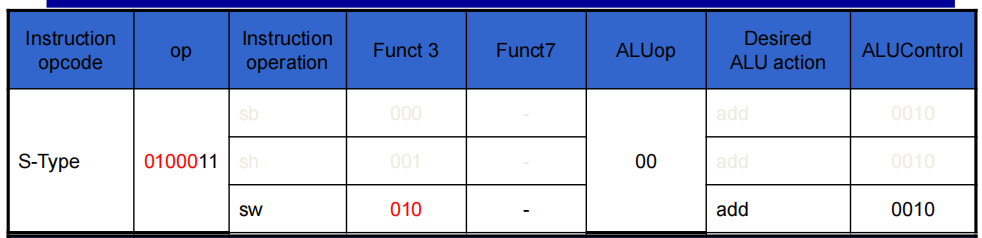 Instruction opcode op Instruction operation Funct 3 Funct7 ALUop Desired ALU action ALUControl
S-Type 0100011 sb 000 - 00 add 0010
sh 001 - add 0010
sw 010 - add 0010